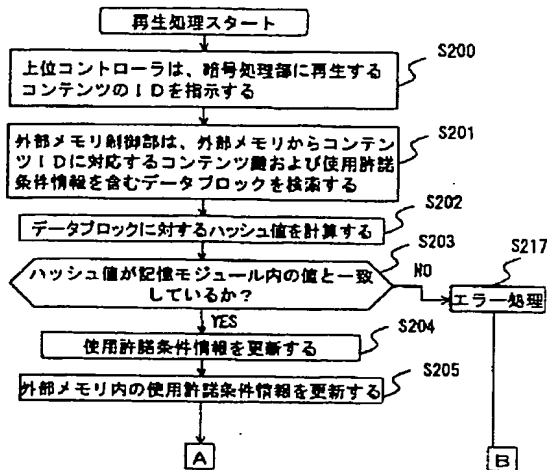 再生処理スタート
S200
上位コントローラは、暗号処理部に再生する
コンテンツのIDを指示する
S201
外部メモリ制御部は、外部メモリからコンテン
ツIDに対応するコンテンツ鍵および使用許諾
条件情報を含むデータブロックを検索する
S202
データブロックに対するハッシュ値を計算する
S203
ハッシュ値が記憶モジュール内の値と一致
しているか?
NO
S217
エラー処理
YES
S204
使用許諾条件情報を更新する
S205
外部メモリ内の使用許諾条件情報を更新する
A
B